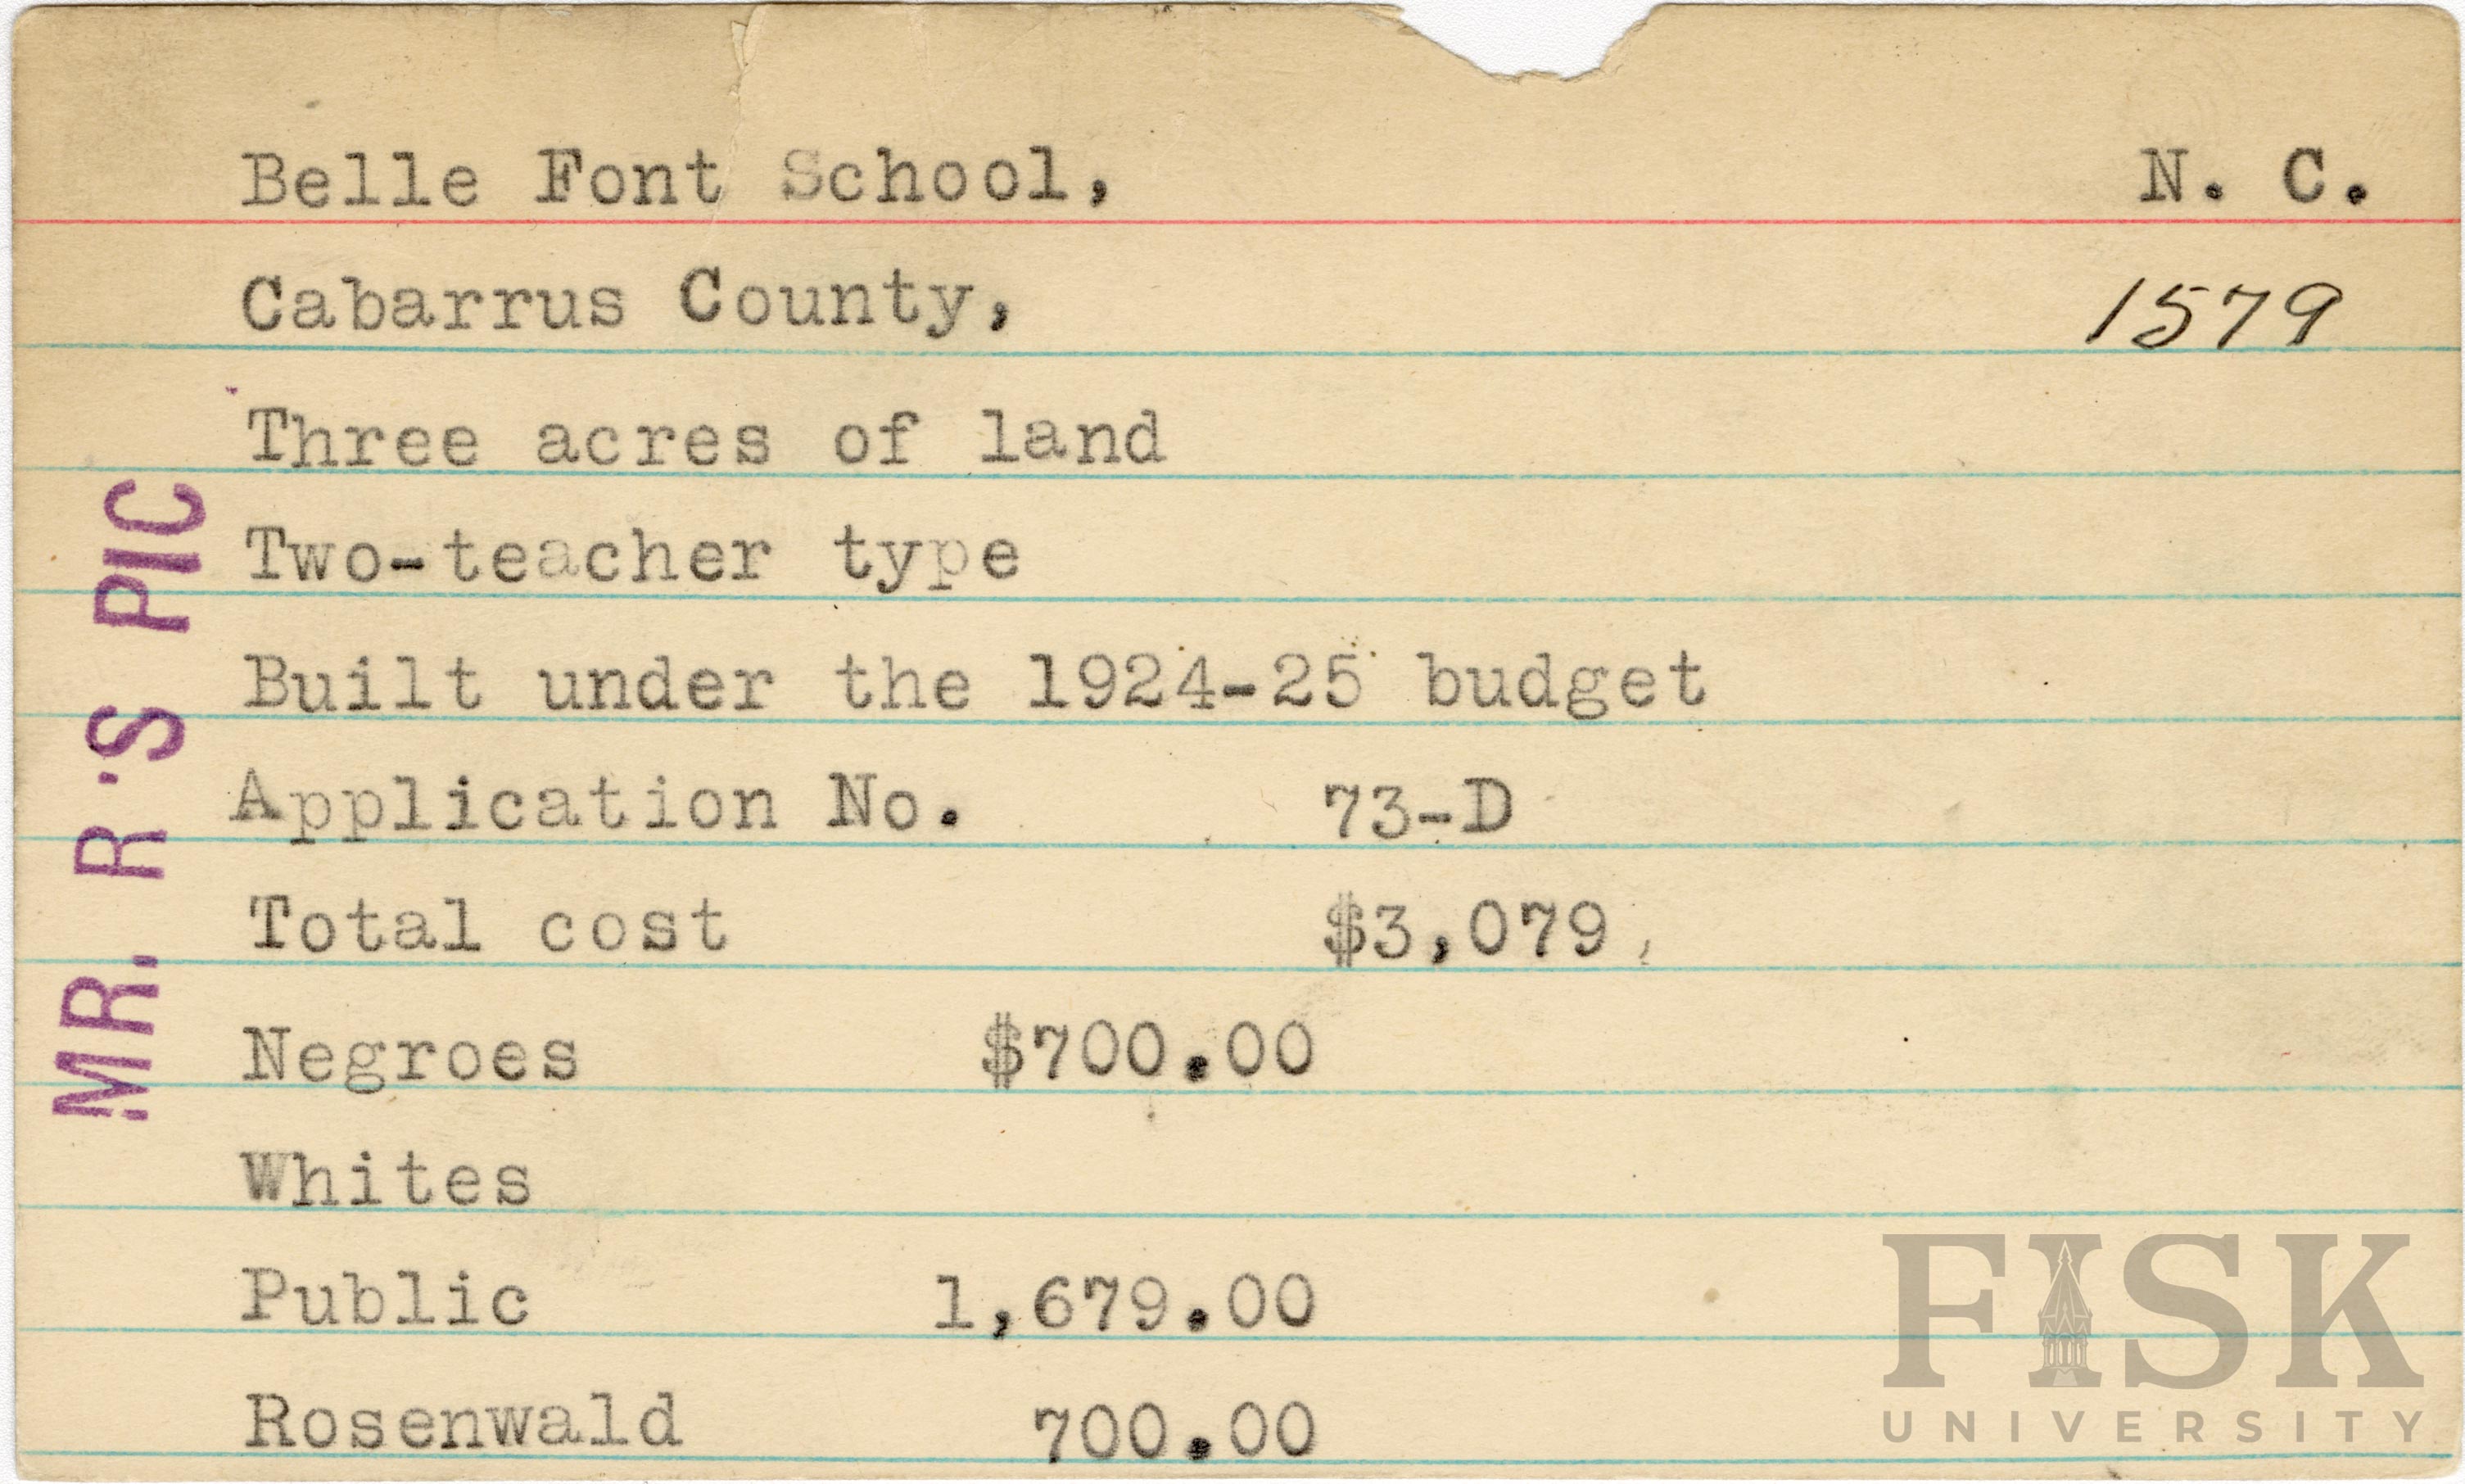 Belle Font School, N. C.
Cabarrus County, 1579
Three acres of land
Two-teacher type
Built under the 1924-25 budget
Application No. 73-D
Total cost $3,079,
Negroes $700.00
Whites
Public 1,679.00
Rosenwald 700.00
MR. R'S PIC
FISK
UNIVERSITY